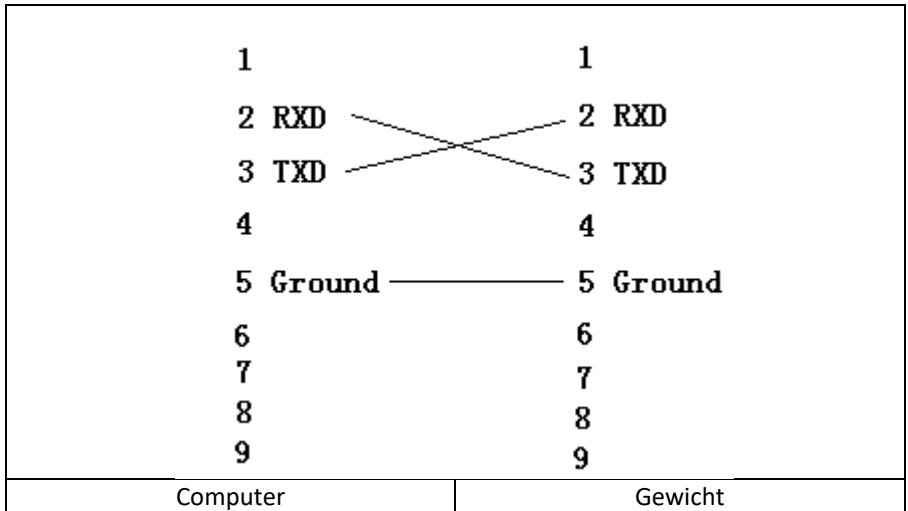 1 1
2 RXD 2 RXD
3 TXD 3 TXD
4 4
5 Ground 5 Ground
6 6
7 7
8 8
9 9
Computer Gewicht